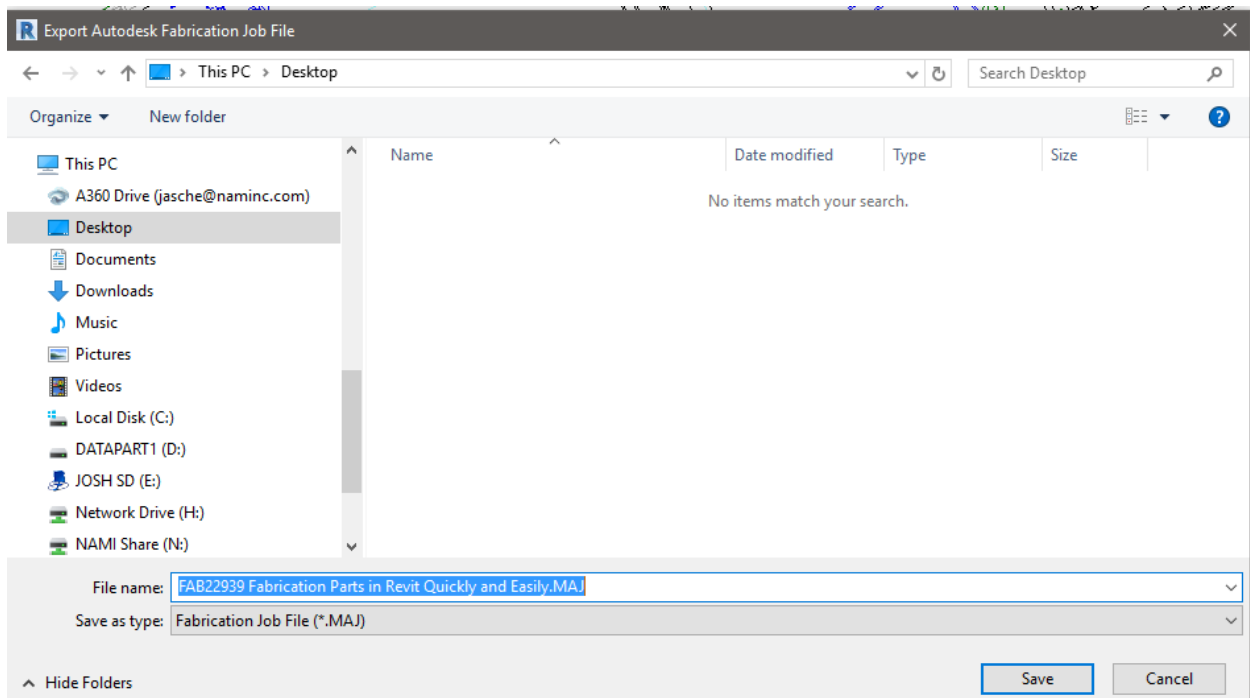 R Export Autodesk Fabrication Job File
This PC > Desktop
Search Desktop
Organize New folder
?
Name Date modified Type Size
No items match your search.
This PC
A360 Drive (jasche@naminc.com)
Desktop
Documents
Downloads
Music
Pictures
Videos
Local Disk (C:)
DATAPART1 (D:)
JOSH SD (E:)
Network Drive (H:)
NAMI Share (N:)
File name: FAB22939 Fabrication Parts in Revit Quickly and Easily.MAJ
Save as type: Fabrication Job File (*.MAJ)
Hide Folders Save Cancel